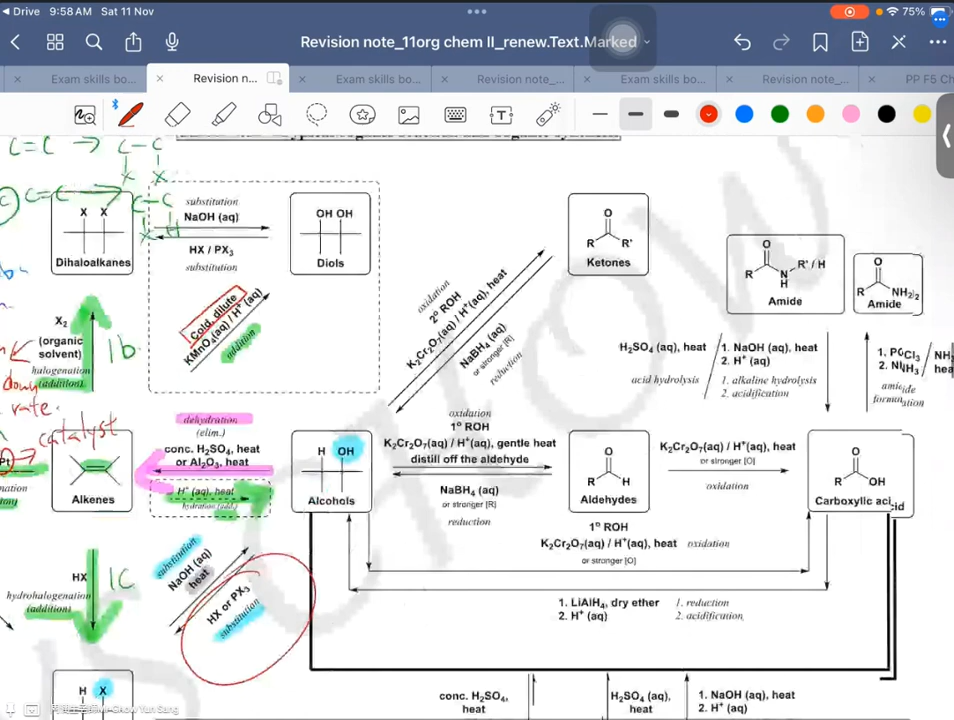 Drive 9:58 AM Sat 11 Nov
75%
Revision note_11org chem II_renew.Text.Marked
Exam skills bo...
Revision n...
Exam skills bo...
Revision note_...
Exam skills bo...
Revision note_...
PP F5 Ch
C=C → C-C
X X
C=C → C-C
X H
X X
Dihaloalkanes
substitution
NaOH (aq)
HX / PX3
substitution
OH OH
Diols
Cold, dilute
KMnO4(aq) / H+(aq)
addition
X2
(organic
solvent)
halogenation
(addition)
1b
rate.
catalyst
Alkenes
dehydration
(elim.)
conc. H2SO4, heat
or Al2O3, heat
H+ (aq), heat
hydration (add.)
H OH
Alcohols
oxidation
2° ROH
K2Cr2O7(aq) / H+(aq), heat
NaBH4 (aq)
or stronger [R]
reduction
O
R R'
Ketones
oxidation
1° ROH
K2Cr2O7(aq) / H+(aq), gentle heat
distill off the aldehyde
NaBH4 (aq)
or stronger [R]
reduction
O
R H
Aldehydes
K2Cr2O7(aq) / H+(aq), heat
or stronger [O]
oxidation
O
R OH
Carboxylic acid
O
R N R' / H
H
Amide
O
R NH2
Amide
H2SO4 (aq), heat
acid hydrolysis
1. NaOH (aq), heat
2. H+ (aq)
1. alkaline hydrolysis
2. acidification
1. PCl3
2. NH3
NH
hea
amide
formation
1° ROH
K2Cr2O7(aq) / H+(aq), heat oxidation
or stronger [O]
1. LiAlH4, dry ether 1. reduction
2. H+ (aq) 2. acidification
HX
hydrohalogenation
(addition)
1C
substitution
NaOH (aq)
heat
HX or PX3
substitution
H X
conc. H2SO4,
heat
H2SO4 (aq),
heat
1. NaOH (aq), heat
2. H+ (aq)